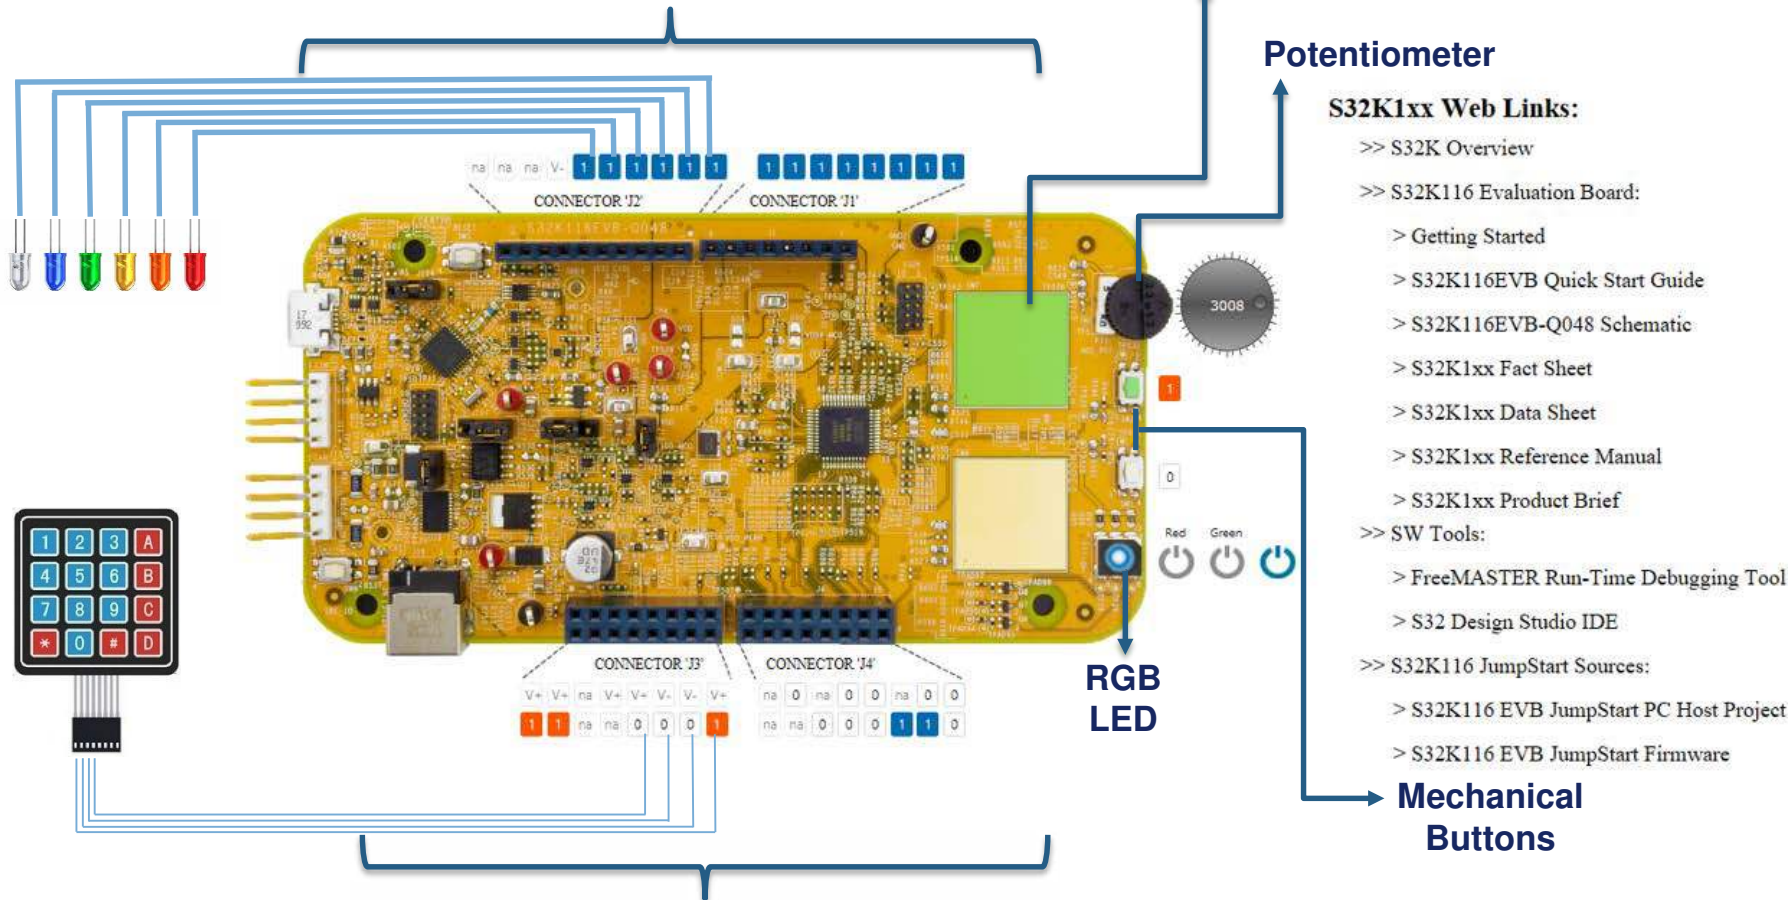 Potentiometer
S32K1xx Web Links:
>> S32K Overview
>> S32K116 Evaluation Board:
> Getting Started
> S32K116EVB Quick Start Guide
> S32K116EVB-Q048 Schematic
> S32K1xx Fact Sheet
> S32K1xx Data Sheet
> S32K1xx Reference Manual
> S32K1xx Product Brief
>> SW Tools:
> FreeMASTER Run-Time Debugging Tool
> S32 Design Studio IDE
>> S32K116 JumpStart Sources:
> S32K116 EVB JumpStart PC Host Project
> S32K116 EVB JumpStart Firmware
na na na V- 1 1 1 1 1 1
1 1 1 1 1 1 1 1
CONNECTOR 'J2'
CONNECTOR 'J1'
S32K116EVB-Q048
3008
1
0
Red
Green
1 2 3 A
4 5 6 B
7 8 9 C
* 0 # D
CONNECTOR 'J3'
CONNECTOR 'J4'
V+ V+ na V+ V+ V- V- V+
1 1 na na 0 0 0 1
na 0 na 0 0 na 0 0
na na 0 0 0 1 1 0
RGB
LED
Mechanical
Buttons